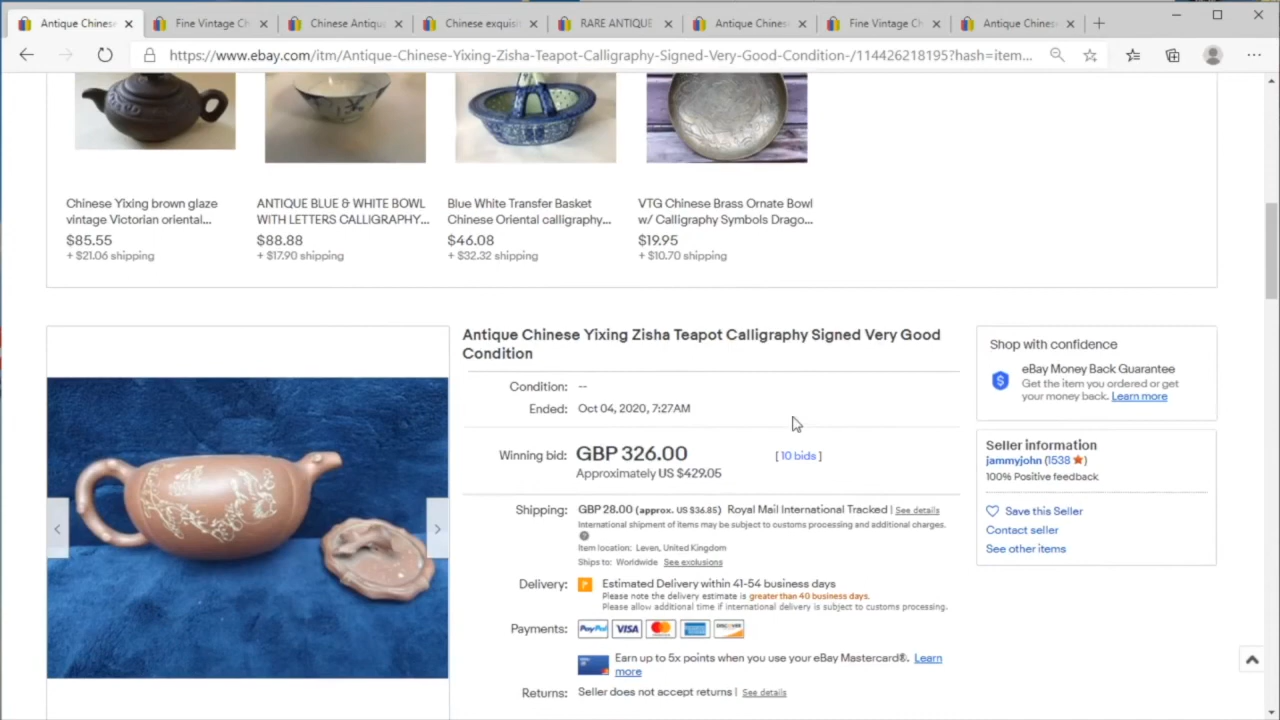 Antique Chines
Fine Vintage Ch
Chinese Antiqu
Chinese exquisi
RARE ANTIQUE
Antique Chines
Fine Vintage Ch
Antique Chines
https://www.ebay.com/itm/Antique-Chinese-Yixing-Zisha-Teapot-Calligraphy-Signed-Very-Good-Condition-/114426218195?hash=item...
Chinese Yixing brown glaze
vintage Victorian oriental...
$85.55
+ $21.06 shipping
ANTIQUE BLUE & WHITE BOWL
WITH LETTERS CALLIGRAPHY...
$88.88
+ $17.90 shipping
Blue White Transfer Basket
Chinese Oriental calligraphy...
$46.08
+ $32.32 shipping
VTG Chinese Brass Ornate Bowl
w/ Calligraphy Symbols Drago...
$19.95
+ $10.70 shipping
Antique Chinese Yixing Zisha Teapot Calligraphy Signed Very Good
Condition
Condition: --
Ended: Oct 04, 2020, 7:27AM
Winning bid: GBP 326.00 [ 10 bids ]
Approximately US $429.05
Shipping: GBP 28.00 (approx. US $36.85) Royal Mail International Tracked | See details
International shipment of items may be subject to customs processing and additional charges.
?
Item location: Leven, United Kingdom
Ships to: Worldwide See exclusions
Delivery: P Estimated Delivery within 41-54 business days
Please note the delivery estimate is greater than 40 business days.
Please allow additional time if international delivery is subject to customs processing.
Payments: PayPal VISA MasterCard DISCOVER
Earn up to 5x points when you use your eBay Mastercard®. Learn
more
Returns: Seller does not accept returns | See details
Shop with confidence
eBay Money Back Guarantee
Get the item you ordered or get
your money back. Learn more
Seller information
jammyjohn (1538 ★)
100% Positive feedback
Save this Seller
Contact seller
See other items